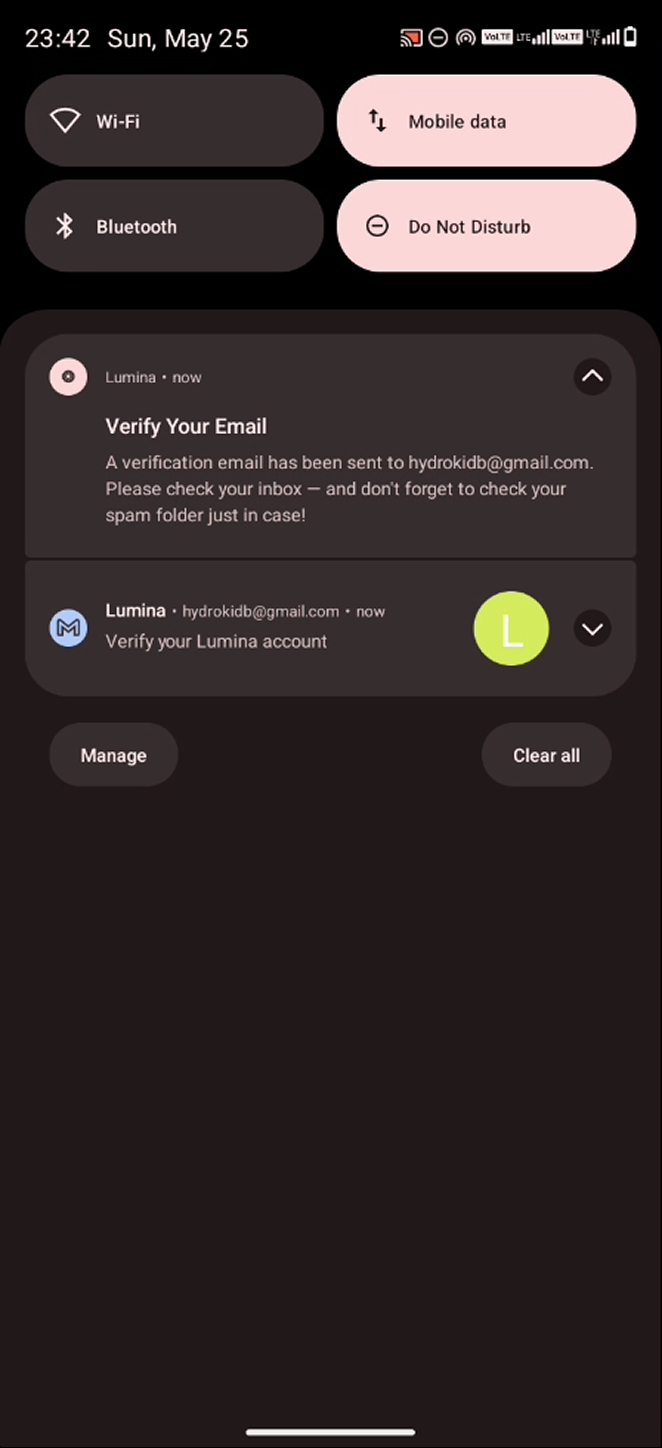 23:42 Sun, May 25
VoLTE LTE VoLTE LTE
Wi-Fi
Mobile data
Bluetooth
Do Not Disturb
Lumina • now
Verify Your Email
A verification email has been sent to hydrokidb@gmail.com.
Please check your inbox — and don't forget to check your
spam folder just in case!
Lumina • hydrokidb@gmail.com • now
Verify your Lumina account
L
Manage
Clear all